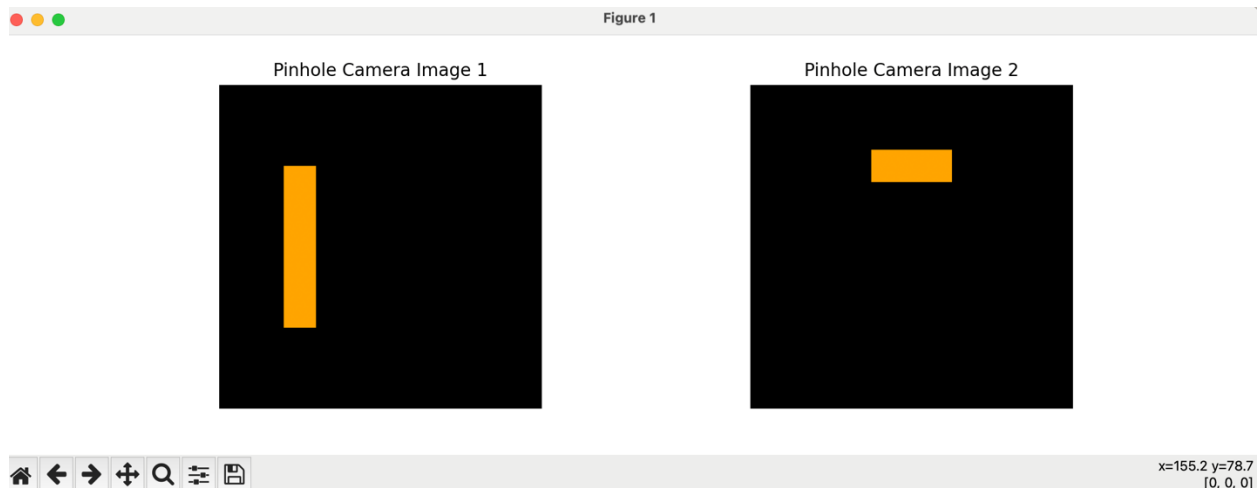 Figure 1
Pinhole Camera Image 1
Pinhole Camera Image 2
x=155.2 y=78.7
[0, 0, 0]